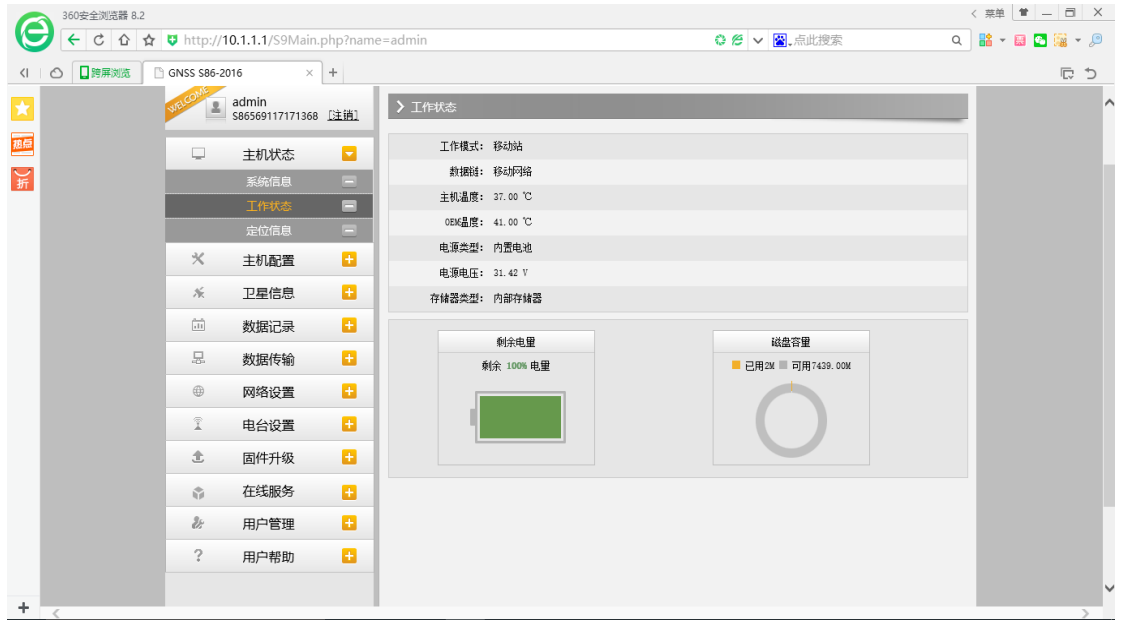 360安全浏览器 8.2
菜单
http://10.1.1.1/S9Main.php?name=admin
点此搜索
跨屏浏览
GNSS S86-2016
WELCOME
admin
S86569117171368 [注销]
热点
折
主机状态
系统信息
工作状态
定位信息
主机配置
卫星信息
数据记录
数据传输
网络设置
电台设置
固件升级
在线服务
用户管理
用户帮助
工作状态
工作模式: 移动站
数据链: 移动网络
主机温度: 37.00 ℃
OEM温度: 41.00 ℃
电源类型: 内置电池
电源电压: 31.42 V
存储器类型: 内部存储器
剩余电量
剩余 100% 电量
磁盘容量
已用2M 可用7439.00M